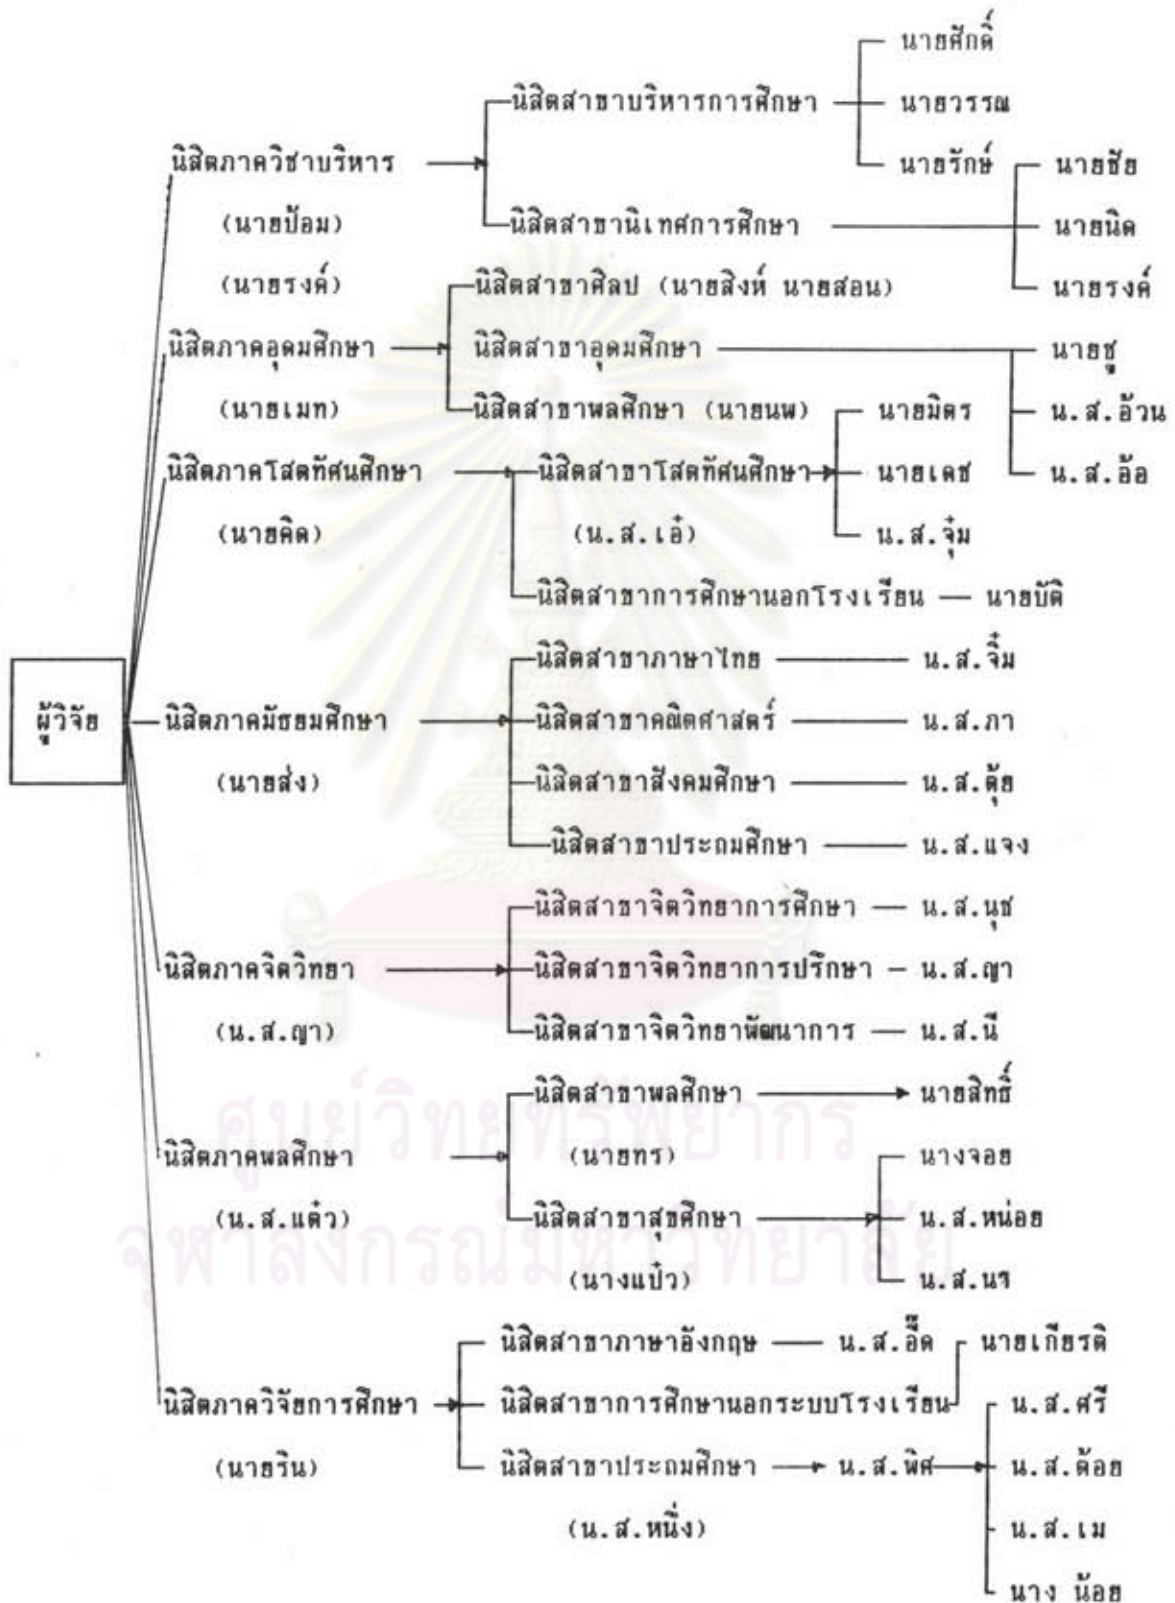 นายศักดิ์
นิสิตสาขาบริหารการศึกษา
นายวรรณ
นิสิตภาควิชาบริหาร
นายรักษ์
นายชัย
(นายป้อม)
นิสิตสาขานิเทศการศึกษา
นายนิด
(นายรงค์)
นิสิตสาขาศิลป (นายสิงห์ นายสอน)
นายรงค์
นิสิตภาคอุดมศึกษา
นิสิตสาขาอุดมศึกษา
นายชู
(นายเมท)
นิสิตสาขาพลศึกษา (นายนพ)
นายมิตร
น.ส.อ้วน
นิสิตภาคโสตทัศนศึกษา
นิสิตสาขาโสตทัศนศึกษา
นายเดช
น.ส.อ้อ
(นายคิด)
(น.ส.เอ๋)
น.ส.จุ๋ม
นิสิตสาขาการศึกษานอกโรงเรียน
นายบัติ
นิสิตสาขาภาษาไทย
น.ส.จิ๋ม
ผู้วิจัย
นิสิตภาคมัธยมศึกษา
นิสิตสาขาคณิตศาสตร์
น.ส.ภา
(นายส่ง)
นิสิตสาขาสังคมศึกษา
น.ส.ตุ้ย
นิสิตสาขาประถมศึกษา
น.ส.แจง
นิสิตสาขาจิตวิทยาการศึกษา
น.ส.นุช
นิสิตภาคจิตวิทยา
นิสิตสาขาจิตวิทยาการปรึกษา
น.ส.ญา
(น.ส.ญา)
นิสิตสาขาจิตวิทยาพัฒนาการ
น.ส.นี
นิสิตสาขาพลศึกษา
นายสิทธิ์
นิสิตภาคพลศึกษา
(นายทร)
นางจอย
(น.ส.แต๋ว)
นิสิตสาขาสุขศึกษา
น.ส.หน่อย
(นางแป๋ว)
น.ส.นา
นิสิตสาขาภาษาอังกฤษ
น.ส.อี๊ด
นายเกียรติ
นิสิตภาควิจัยการศึกษา
นิสิตสาขาการศึกษานอกระบบโรงเรียน
น.ส.ศรี
(นายริน)
นิสิตสาขาประถมศึกษา
น.ส.พิศ
น.ส.ต้อย
(น.ส.หนึ่ง)
น.ส.เม
นาง น้อย
ศูนย์วิทยทรัพยากร
จุฬาลงกรณ์มหาวิทยาลัย